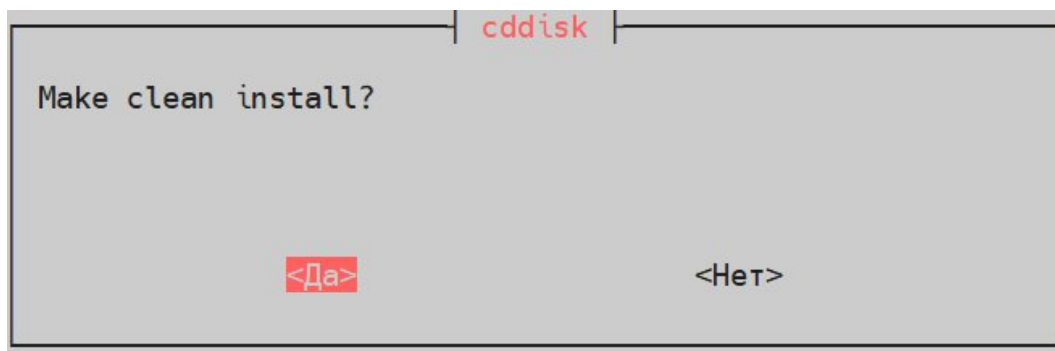 cddisk
Make clean install?
<Да> <Нет>